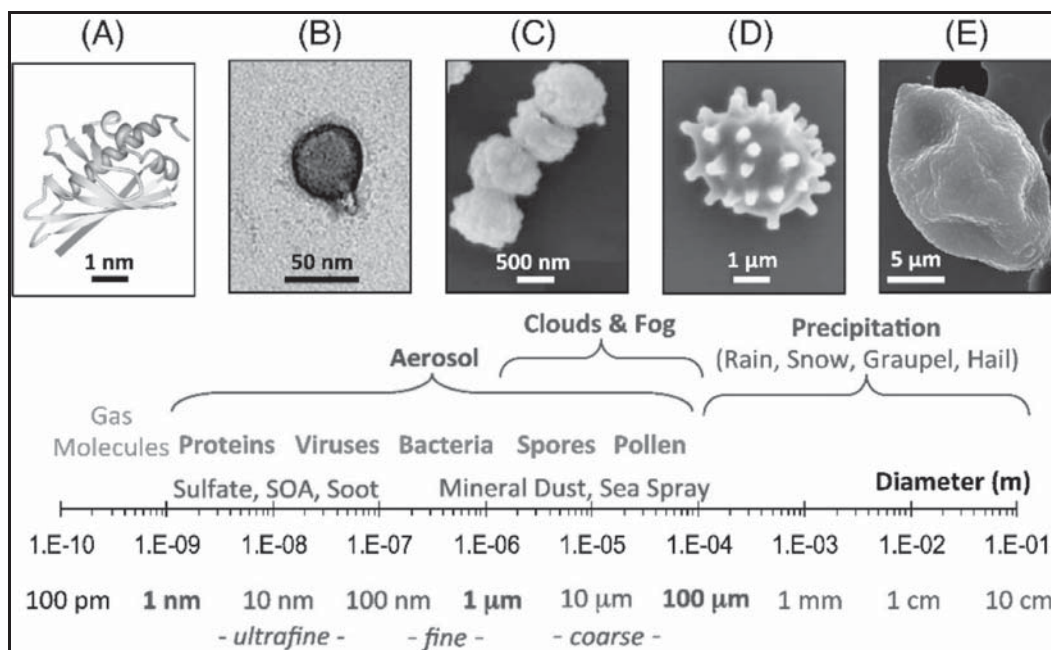 (A) (B) (C) (D) (E)
1 nm 50 nm 500 nm 1 µm 5 µm
Clouds & Fog Precipitation
Aerosol (Rain, Snow, Graupel, Hail)
Gas
Molecules Proteins Viruses Bacteria Spores Pollen
Sulfate, SOA, Soot Mineral Dust, Sea Spray Diameter (m)
1.E-10 1.E-09 1.E-08 1.E-07 1.E-06 1.E-05 1.E-04 1.E-03 1.E-02 1.E-01
100 pm 1 nm 10 nm 100 nm 1 µm 10 µm 100 µm 1 mm 1 cm 10 cm
- ultrafine - - fine - - coarse -